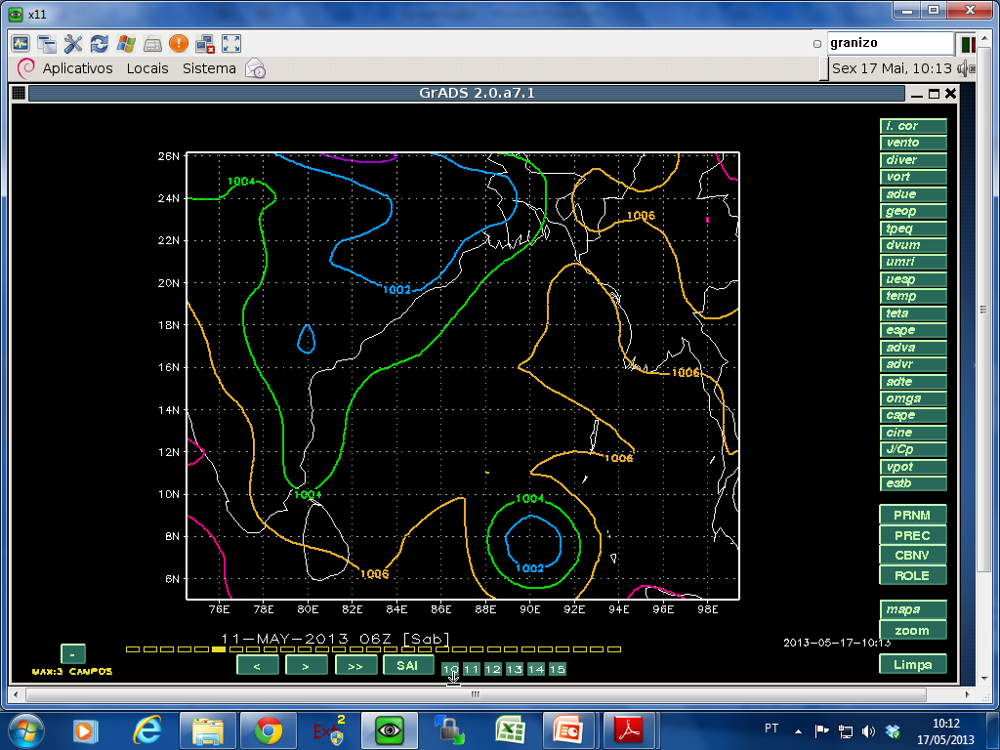 x11
granizo
Aplicativos Locais Sistema
Sex 17 Mai, 10:13
GrADS 2.0.a7.1
26N
24N
22N
20N
18N
16N
14N
12N
10N
8N
6N
76E 78E 80E 82E 84E 86E 88E 90E 92E 94E 96E 98E
1004
1006
1002
1006
1006
1004
1004
1006
1002
l. cor
vento
diver
vort
adue
geop
tpeq
dvum
umrl
uesp
temp
teta
espe
adva
advr
adte
omga
cape
cine
J/Cp
vpot
estb
PRNM
PREC
CBNV
ROLE
mapa
zoom
Limpa
11-MAY-2013 06Z [Sab]
2013-05-17-10:13
-
MAX:3 CAMPOS
< > >> SAI 10 11 12 13 14 15
Ext 2
PT
10:12
17/05/2013